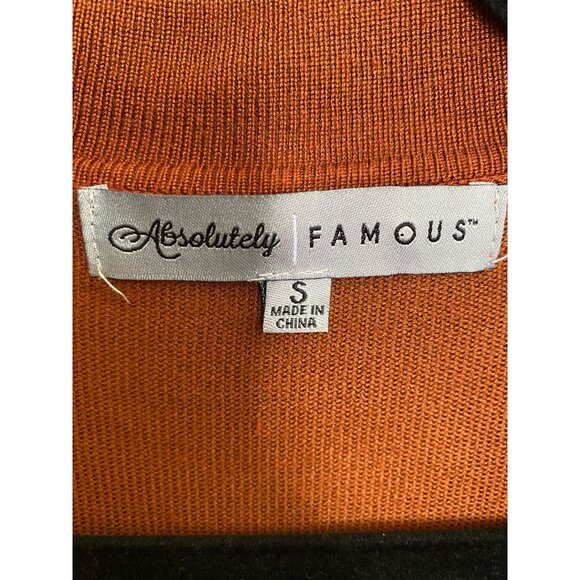 Absolutely | FAMOUS™
S
MADE IN
CHINA